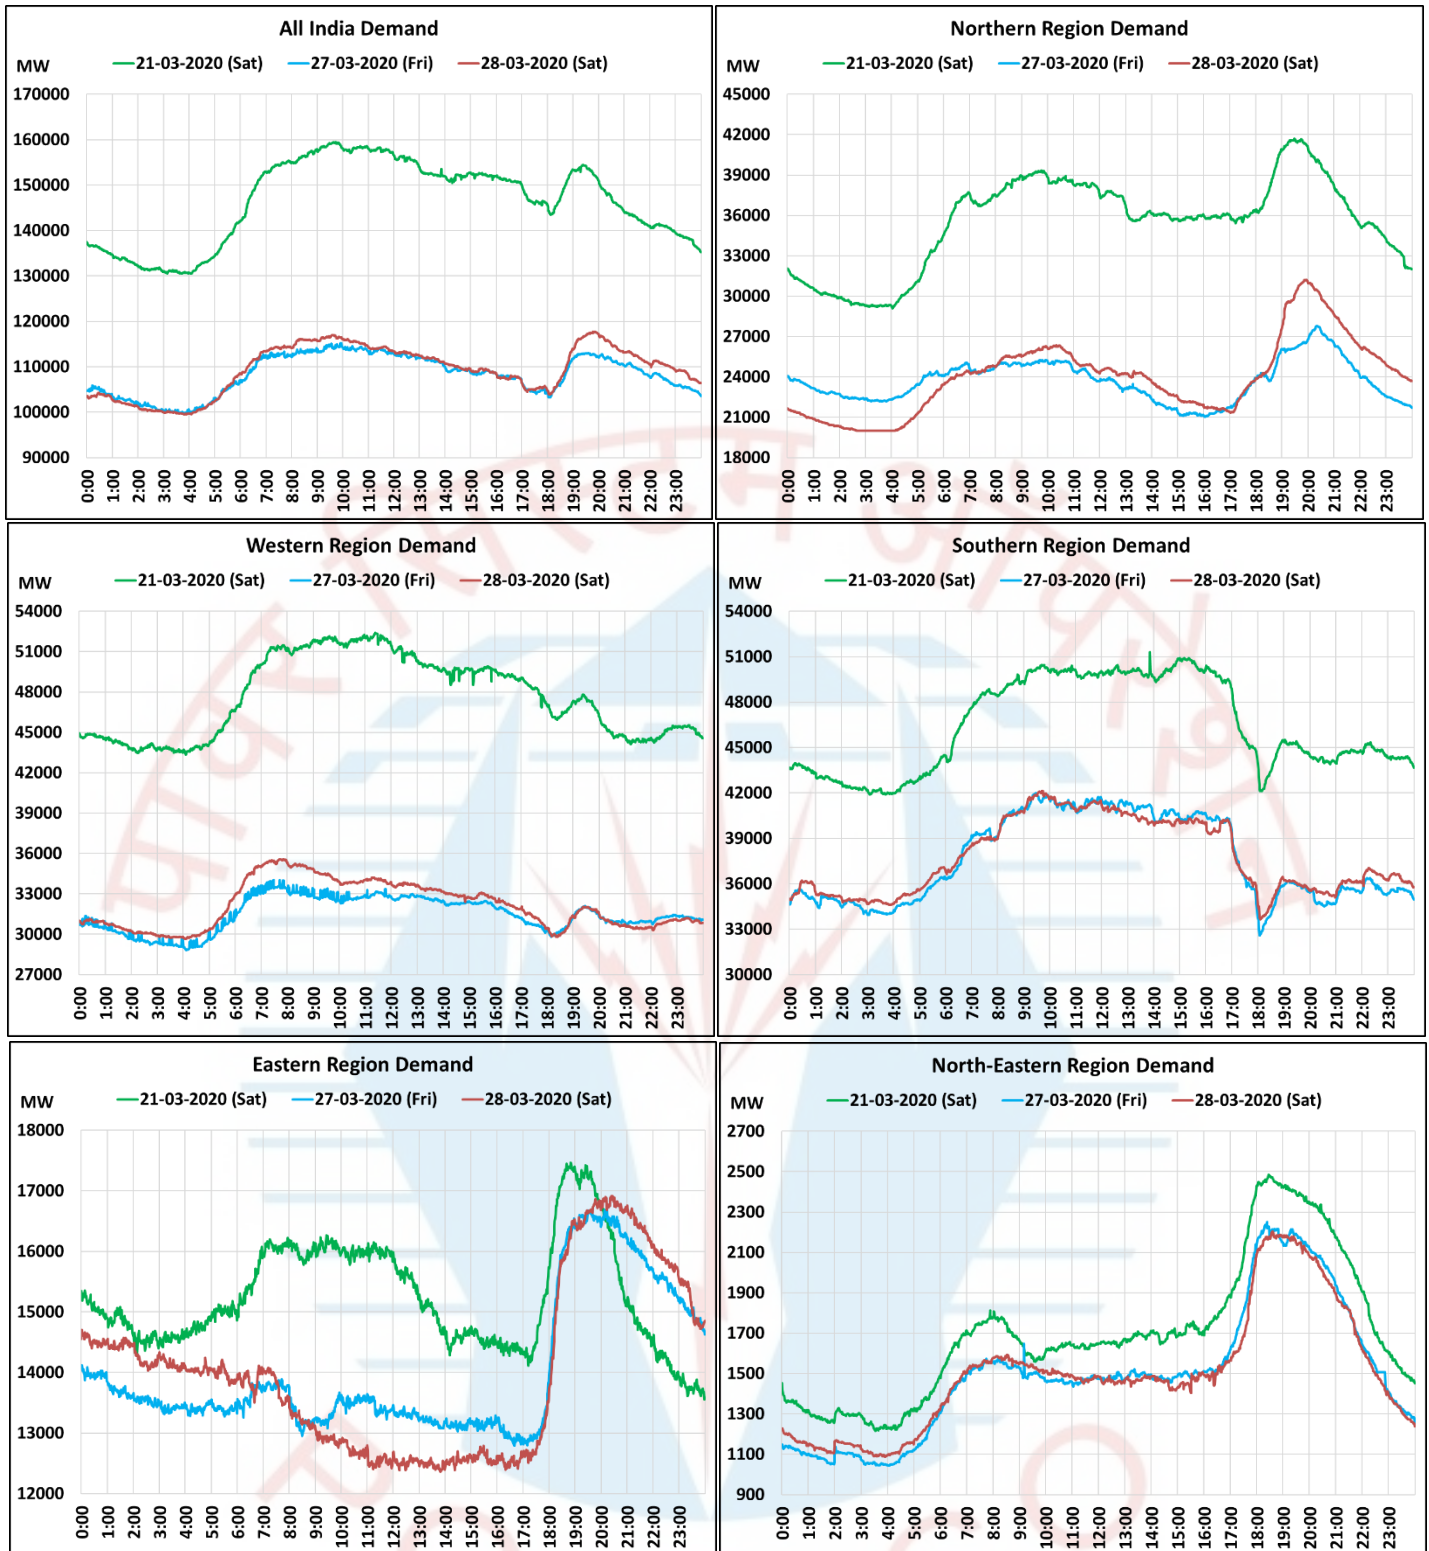 All India Demand
MW
21-03-2020 (Sat) 27-03-2020 (Fri) 28-03-2020 (Sat)
170000
160000
150000
140000
130000
120000
110000
100000
90000
0:00 1:00 2:00 3:00 4:00 5:00 6:00 7:00 8:00 9:00 10:00 11:00 12:00 13:00 14:00 15:00 16:00 17:00 18:00 19:00 20:00 21:00 22:00 23:00
Northern Region Demand
MW
21-03-2020 (Sat) 27-03-2020 (Fri) 28-03-2020 (Sat)
45000
42000
39000
36000
33000
30000
27000
24000
21000
18000
0:00 1:00 2:00 3:00 4:00 5:00 6:00 7:00 8:00 9:00 10:00 11:00 12:00 13:00 14:00 15:00 16:00 17:00 18:00 19:00 20:00 21:00 22:00 23:00
Western Region Demand
MW
21-03-2020 (Sat) 27-03-2020 (Fri) 28-03-2020 (Sat)
54000
51000
48000
45000
42000
39000
36000
33000
30000
27000
0:00 1:00 2:00 3:00 4:00 5:00 6:00 7:00 8:00 9:00 10:00 11:00 12:00 13:00 14:00 15:00 16:00 17:00 18:00 19:00 20:00 21:00 22:00 23:00
Southern Region Demand
MW
21-03-2020 (Sat) 27-03-2020 (Fri) 28-03-2020 (Sat)
54000
51000
48000
45000
42000
39000
36000
33000
30000
0:00 1:00 2:00 3:00 4:00 5:00 6:00 7:00 8:00 9:00 10:00 11:00 12:00 13:00 14:00 15:00 16:00 17:00 18:00 19:00 20:00 21:00 22:00 23:00
Eastern Region Demand
MW
21-03-2020 (Sat) 27-03-2020 (Fri) 28-03-2020 (Sat)
18000
17000
16000
15000
14000
13000
12000
0:00 1:00 2:00 3:00 4:00 5:00 6:00 7:00 8:00 9:00 10:00 11:00 12:00 13:00 14:00 15:00 16:00 17:00 18:00 19:00 20:00 21:00 22:00 23:00
North-Eastern Region Demand
MW
21-03-2020 (Sat) 27-03-2020 (Fri) 28-03-2020 (Sat)
2700
2500
2300
2100
1900
1700
1500
1300
1100
900
0:00 1:00 2:00 3:00 4:00 5:00 6:00 7:00 8:00 9:00 10:00 11:00 12:00 13:00 14:00 15:00 16:00 17:00 18:00 19:00 20:00 21:00 22:00 23:00